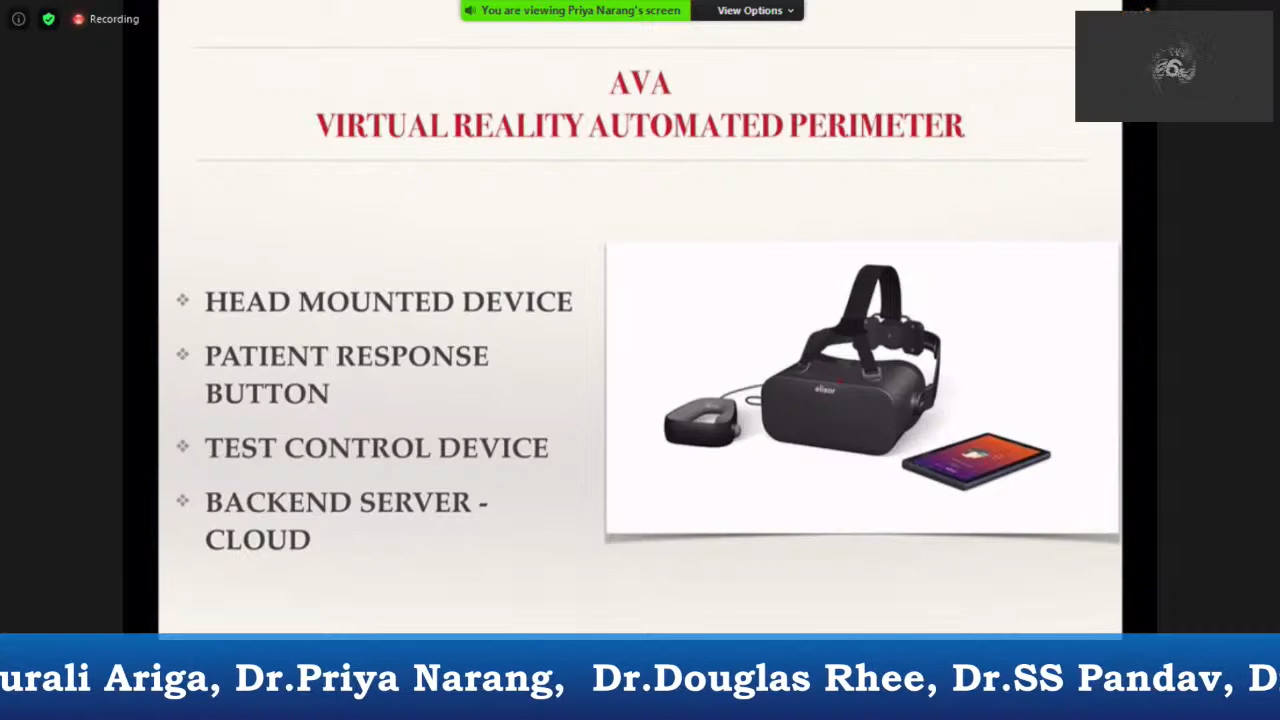 Recording
You are viewing Priya Narang's screen
View Options
AVA
VIRTUAL REALITY AUTOMATED PERIMETER
HEAD MOUNTED DEVICE
PATIENT RESPONSE
BUTTON
TEST CONTROL DEVICE
BACKEND SERVER -
CLOUD
elisar
urali Ariga, Dr.Priya Narang, Dr.Douglas Rhee, Dr.SS Pandav, D